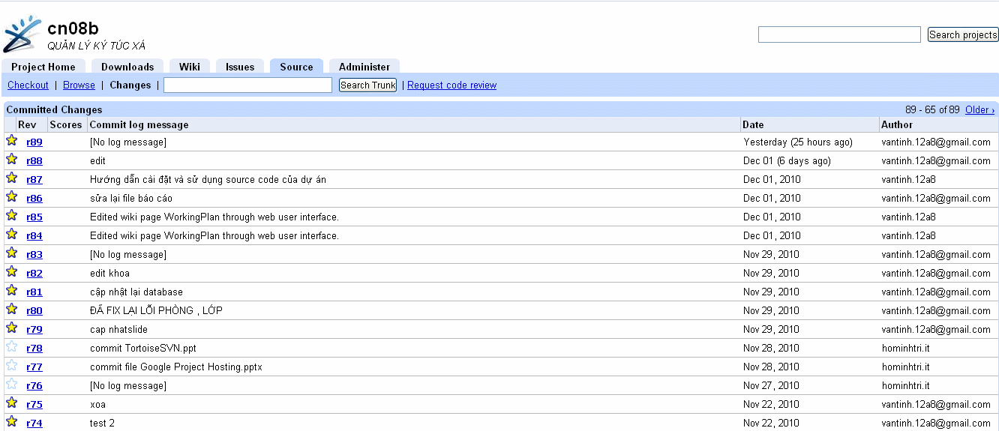 cn08b
QUẢN LÝ KÝ TÚC XÁ
Search projects
Project Home Downloads Wiki Issues Source Administer
Checkout | Browse | Changes | Search Trunk | Request code review
Committed Changes 89 - 65 of 89 Older ›
Rev Scores Commit log message Date Author
r89 [No log message] Yesterday (25 hours ago) vantinh.12a8@gmail.com
r88 edit Dec 01 (6 days ago) vantinh.12a8@gmail.com
r87 Hướng dẫn cài đặt và sử dụng source code của dự án Dec 01, 2010 vantinh.12a8
r86 sửa lại file báo cáo Dec 01, 2010 vantinh.12a8@gmail.com
r85 Edited wiki page WorkingPlan through web user interface. Dec 01, 2010 vantinh.12a8
r84 Edited wiki page WorkingPlan through web user interface. Dec 01, 2010 vantinh.12a8
r83 [No log message] Nov 29, 2010 vantinh.12a8@gmail.com
r82 edit khoa Nov 29, 2010 vantinh.12a8@gmail.com
r81 cập nhật lại database Nov 29, 2010 vantinh.12a8@gmail.com
r80 ĐÃ FIX LẠI LỖI PHÒNG , LỚP Nov 29, 2010 vantinh.12a8@gmail.com
r79 cap nhatslide Nov 29, 2010 vantinh.12a8@gmail.com
r78 commit TortoiseSVN.ppt Nov 28, 2010 hominhtri.it
r77 commit file Google Project Hosting.pptx Nov 28, 2010 hominhtri.it
r76 [No log message] Nov 27, 2010 hominhtri.it
r75 xoa Nov 22, 2010 vantinh.12a8@gmail.com
r74 test 2 Nov 22, 2010 vantinh.12a8@gmail.com